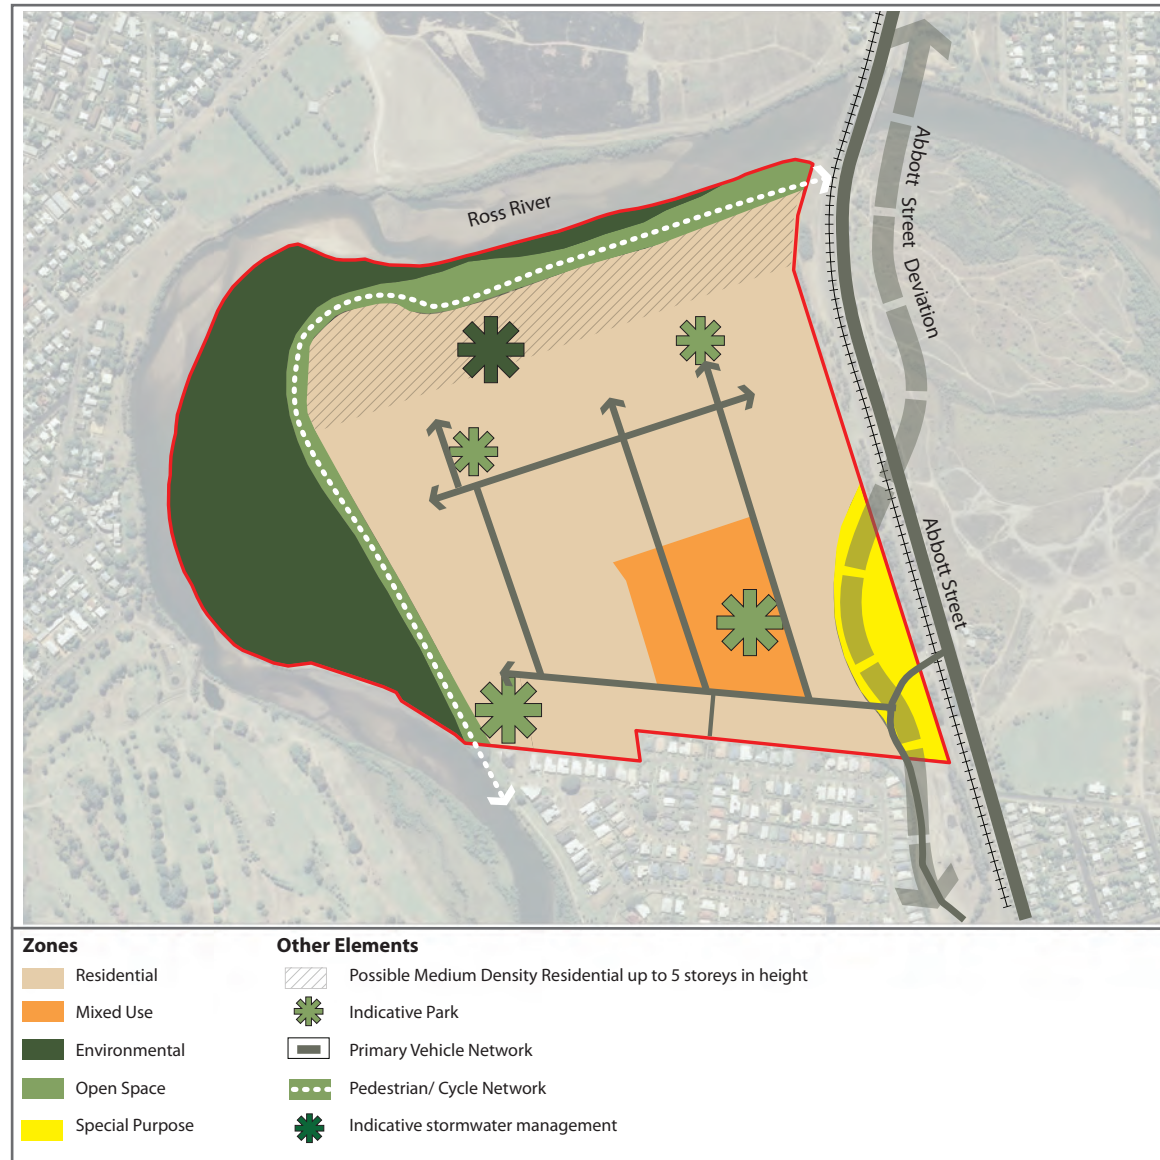 Ross River
Abbott Street Deviation
Abbott Street
Zones
Residential
Mixed Use
Environmental
Open Space
Special Purpose
Other Elements
Possible Medium Density Residential up to 5 storeys in height
Indicative Park
Primary Vehicle Network
Pedestrian/ Cycle Network
Indicative stormwater management